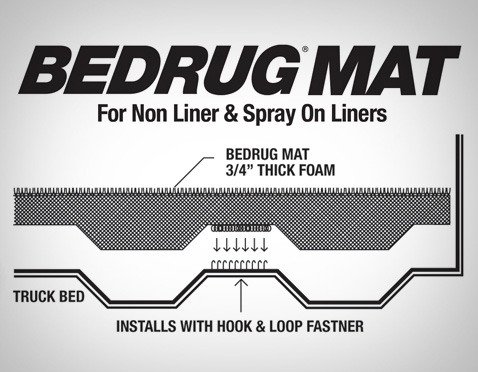 BEDRUG® MAT
For Non Liner & Spray On Liners
BEDRUG MAT
3/4” THICK FOAM
TRUCK BED
INSTALLS WITH HOOK & LOOP FASTNER